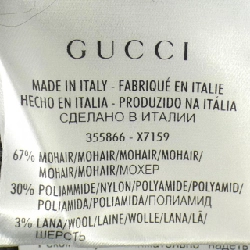 GUCCI
MADE IN ITALY - FABRIQUÉ EN ITALIE
HECHO EN ITALIA - PRODUZIDO NA ITÁLIA
СДЕЛАНО В ИТАЛИИ
355866 - X7159
67% MOHAIR/MOHAIR/MOHAIR/MOHAIR/
MOHAIR/MOHAIR/МОХЕР
30% POLIAMMIDE/NYLON/POLYAMIDE/POLYAMID/
POLIAMIDA/POLIAMIDA/ПОЛИАМИД
3% LANA/WOOL/LAINE/WOLLE/LANA/LÃ/
ШЕРСТЬ